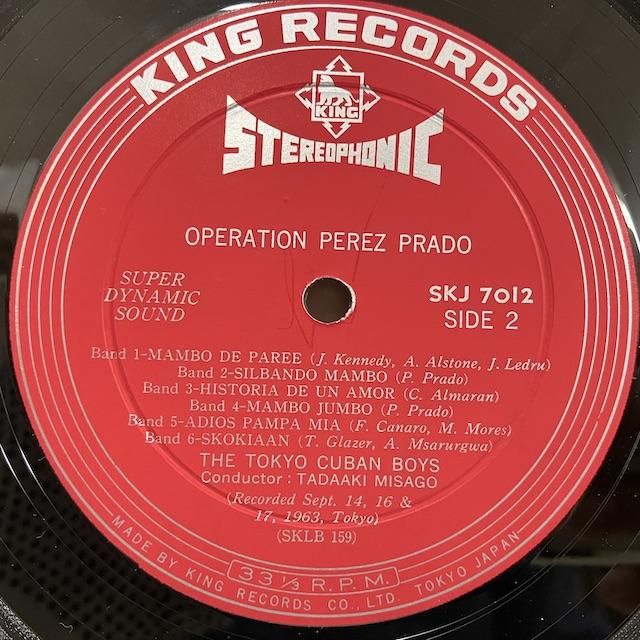 KING RECORDS
KING
STEREOPHONIC
OPERATION PEREZ PRADO
SUPER
DYNAMIC
SOUND
SKJ 7012
SIDE 2
Band 1-MAMBO DE PAREE (J. Kennedy, A. Alstone, J. Ledru)
Band 2-SILBANDO MAMBO (P. Prado)
Band 3-HISTORIA DE UN AMOR (C. Almaran)
Band 4-MAMBO JUMBO (P. Prado)
Band 5-ADIOS PAMPA MIA (F. Canaro, M. Mores)
Band 6-SKOKIAAN (T. Glazer, A. Msarurgwa)
THE TOKYO CUBAN BOYS
Conductor : TADAAKI MISAGO
(Recorded Sept. 14, 16 &
17, 1963, Tokyo)
(SKLB 159)
33 1/3 R.P.M.
MADE BY KING RECORDS CO., LTD. TOKYO JAPAN